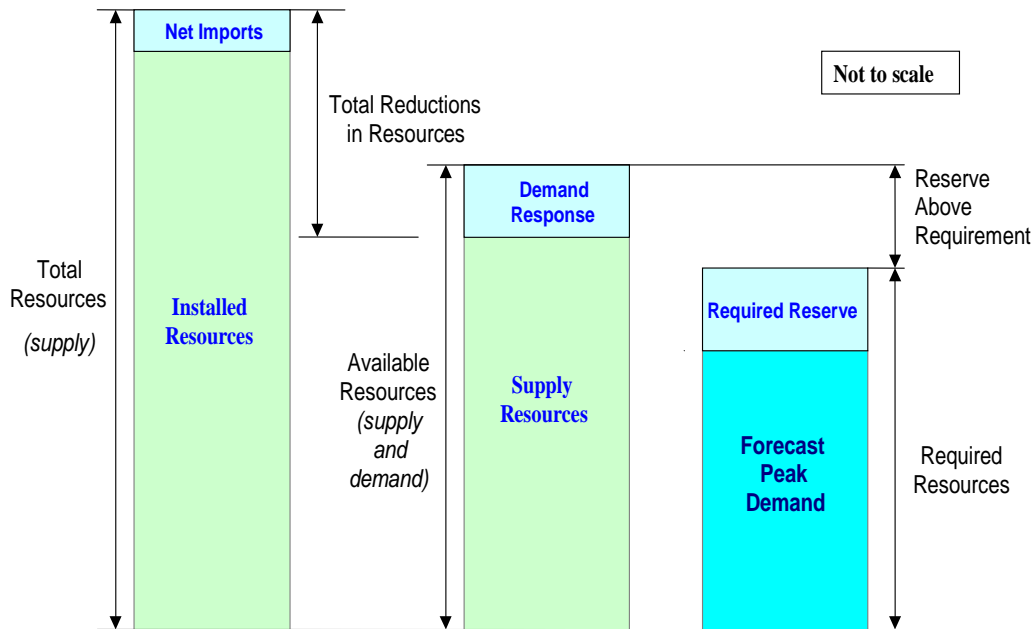 Net Imports
Not to scale
Total Reductions
in Resources
Demand
Response
Reserve
Above
Requirement
Total
Resources
(supply)
Installed
Resources
Required Reserve
Available
Resources
(supply
and
demand)
Supply
Resources
Forecast
Peak
Demand
Required
Resources